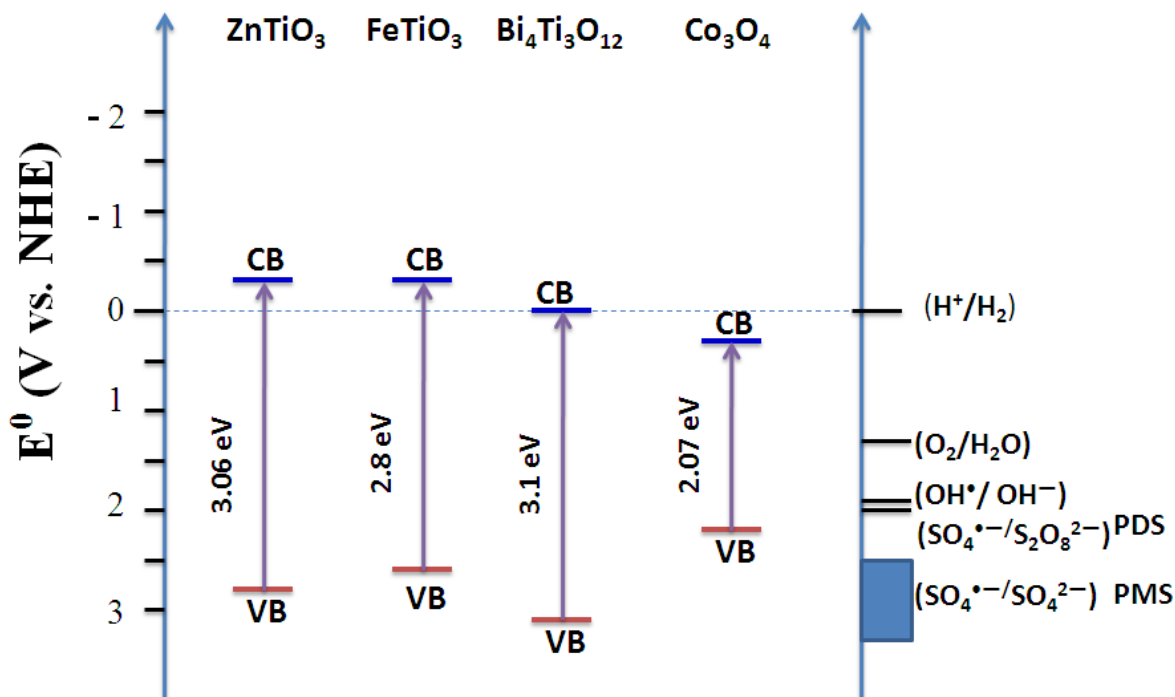 ZnTiO₃ FeTiO₃ Bi₄Ti₃O₁₂ Co₃O₄
E⁰ (V vs. NHE)
- 2
- 1
0
1
2
3
CB CB CB CB
3.06 eV 2.8 eV 3.1 eV 2.07 eV
VB VB VB VB
(H⁺/H₂)
(O₂/H₂O)
(OH•/ OH⁻)
(SO₄•⁻/S₂O₈²⁻) PDS
(SO₄•⁻/SO₄²⁻) PMS